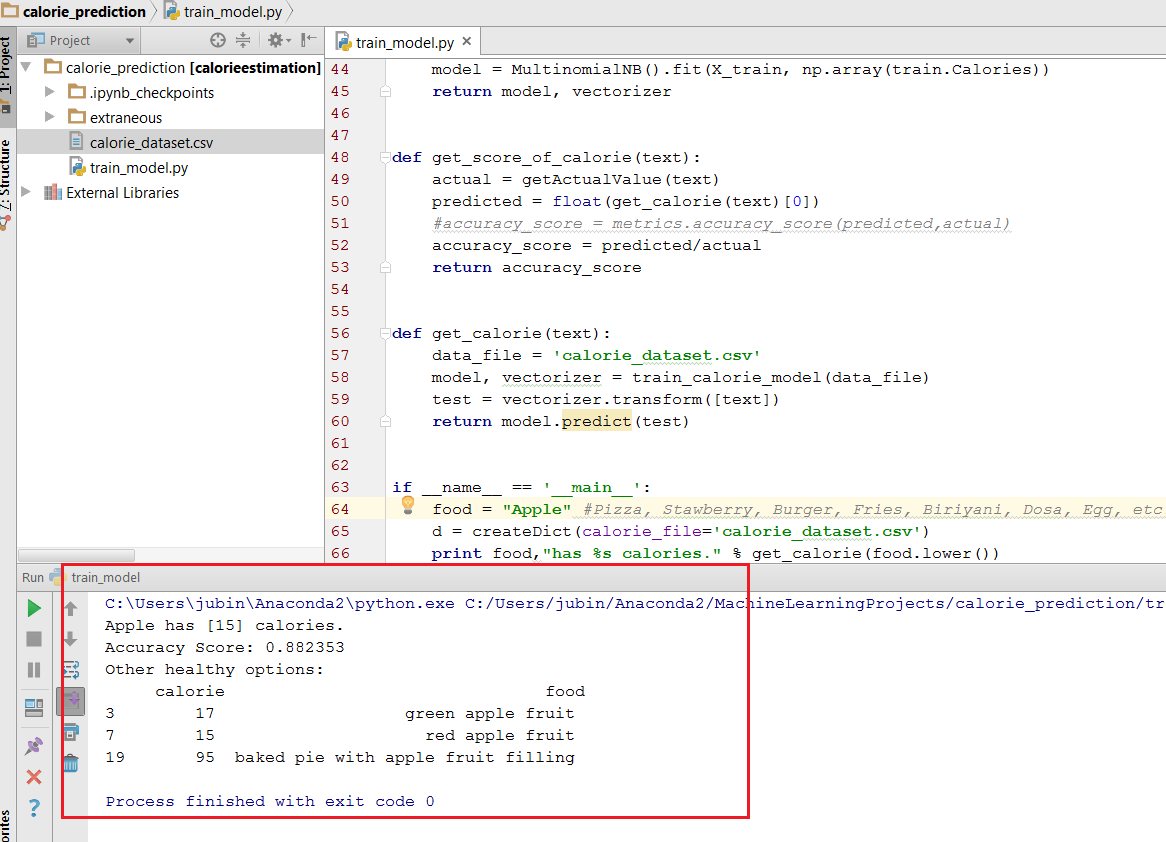 calorie_prediction train_model.py
Project
train_model.py
1: Project
Z: Structure
calorie_prediction [calorieestimation]
.ipynb_checkpoints
extraneous
calorie_dataset.csv
train_model.py
External Libraries
44 model = MultinomialNB().fit(X_train, np.array(train.Calories))
45 return model, vectorizer
46
47
48 def get_score_of_calorie(text):
49 actual = getActualValue(text)
50 predicted = float(get_calorie(text)[0])
51 #accuracy_score = metrics.accuracy_score(predicted,actual)
52 accuracy_score = predicted/actual
53 return accuracy_score
54
55
56 def get_calorie(text):
57 data_file = 'calorie_dataset.csv'
58 model, vectorizer = train_calorie_model(data_file)
59 test = vectorizer.transform([text])
60 return model.predict(test)
61
62
63 if __name__ == '__main__':
64 food = "Apple" #Pizza, Stawberry, Burger, Fries, Biriyani, Dosa, Egg, etc
65 d = createDict(calorie_file='calorie_dataset.csv')
66 print food,"has %s calories." % get_calorie(food.lower())
Run train_model
C:\Users\jubin\Anaconda2\python.exe C:/Users/jubin/Anaconda2/MachineLearningProjects/calorie_prediction/tr
Apple has [15] calories.
Accuracy Score: 0.882353
Other healthy options:
calorie food
3 17 green apple fruit
7 15 red apple fruit
19 95 baked pie with apple fruit filling
Process finished with exit code 0